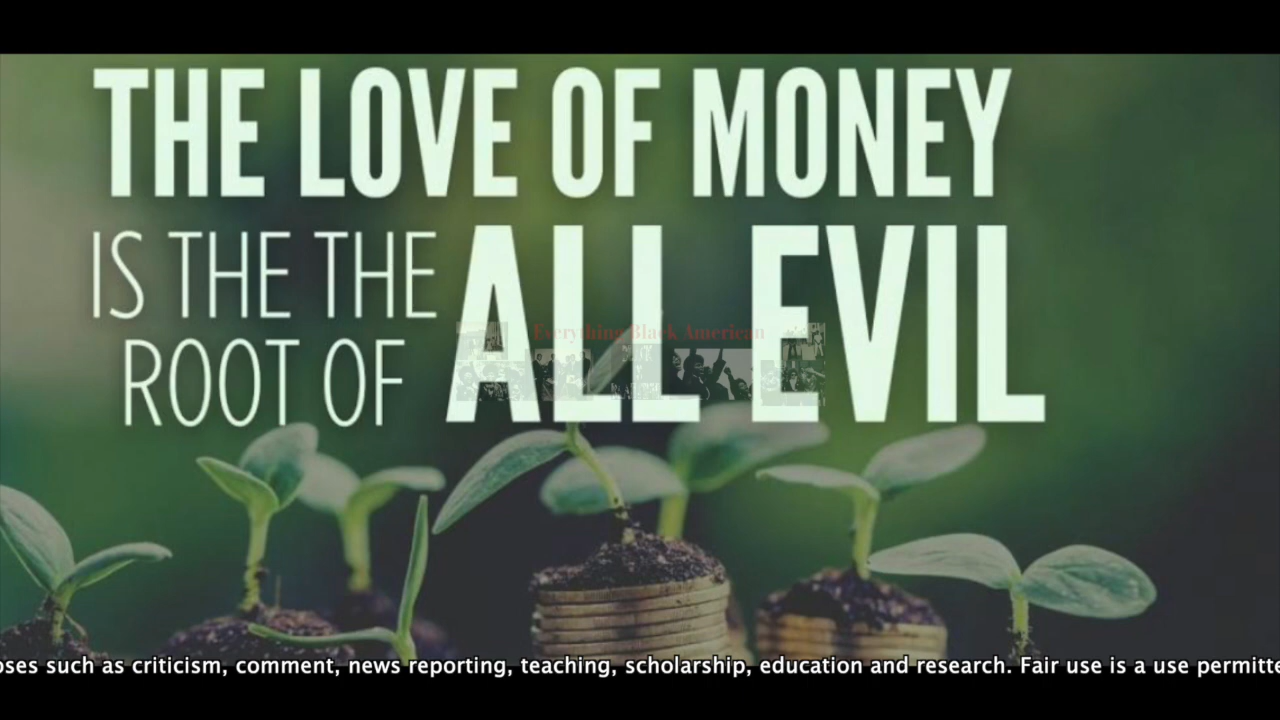 THE LOVE OF MONEY
IS THE THE
ROOT OF
ALL EVIL
Everything Black American
oses such as criticism, comment, news reporting, teaching, scholarship, education and research. Fair use is a use permitte